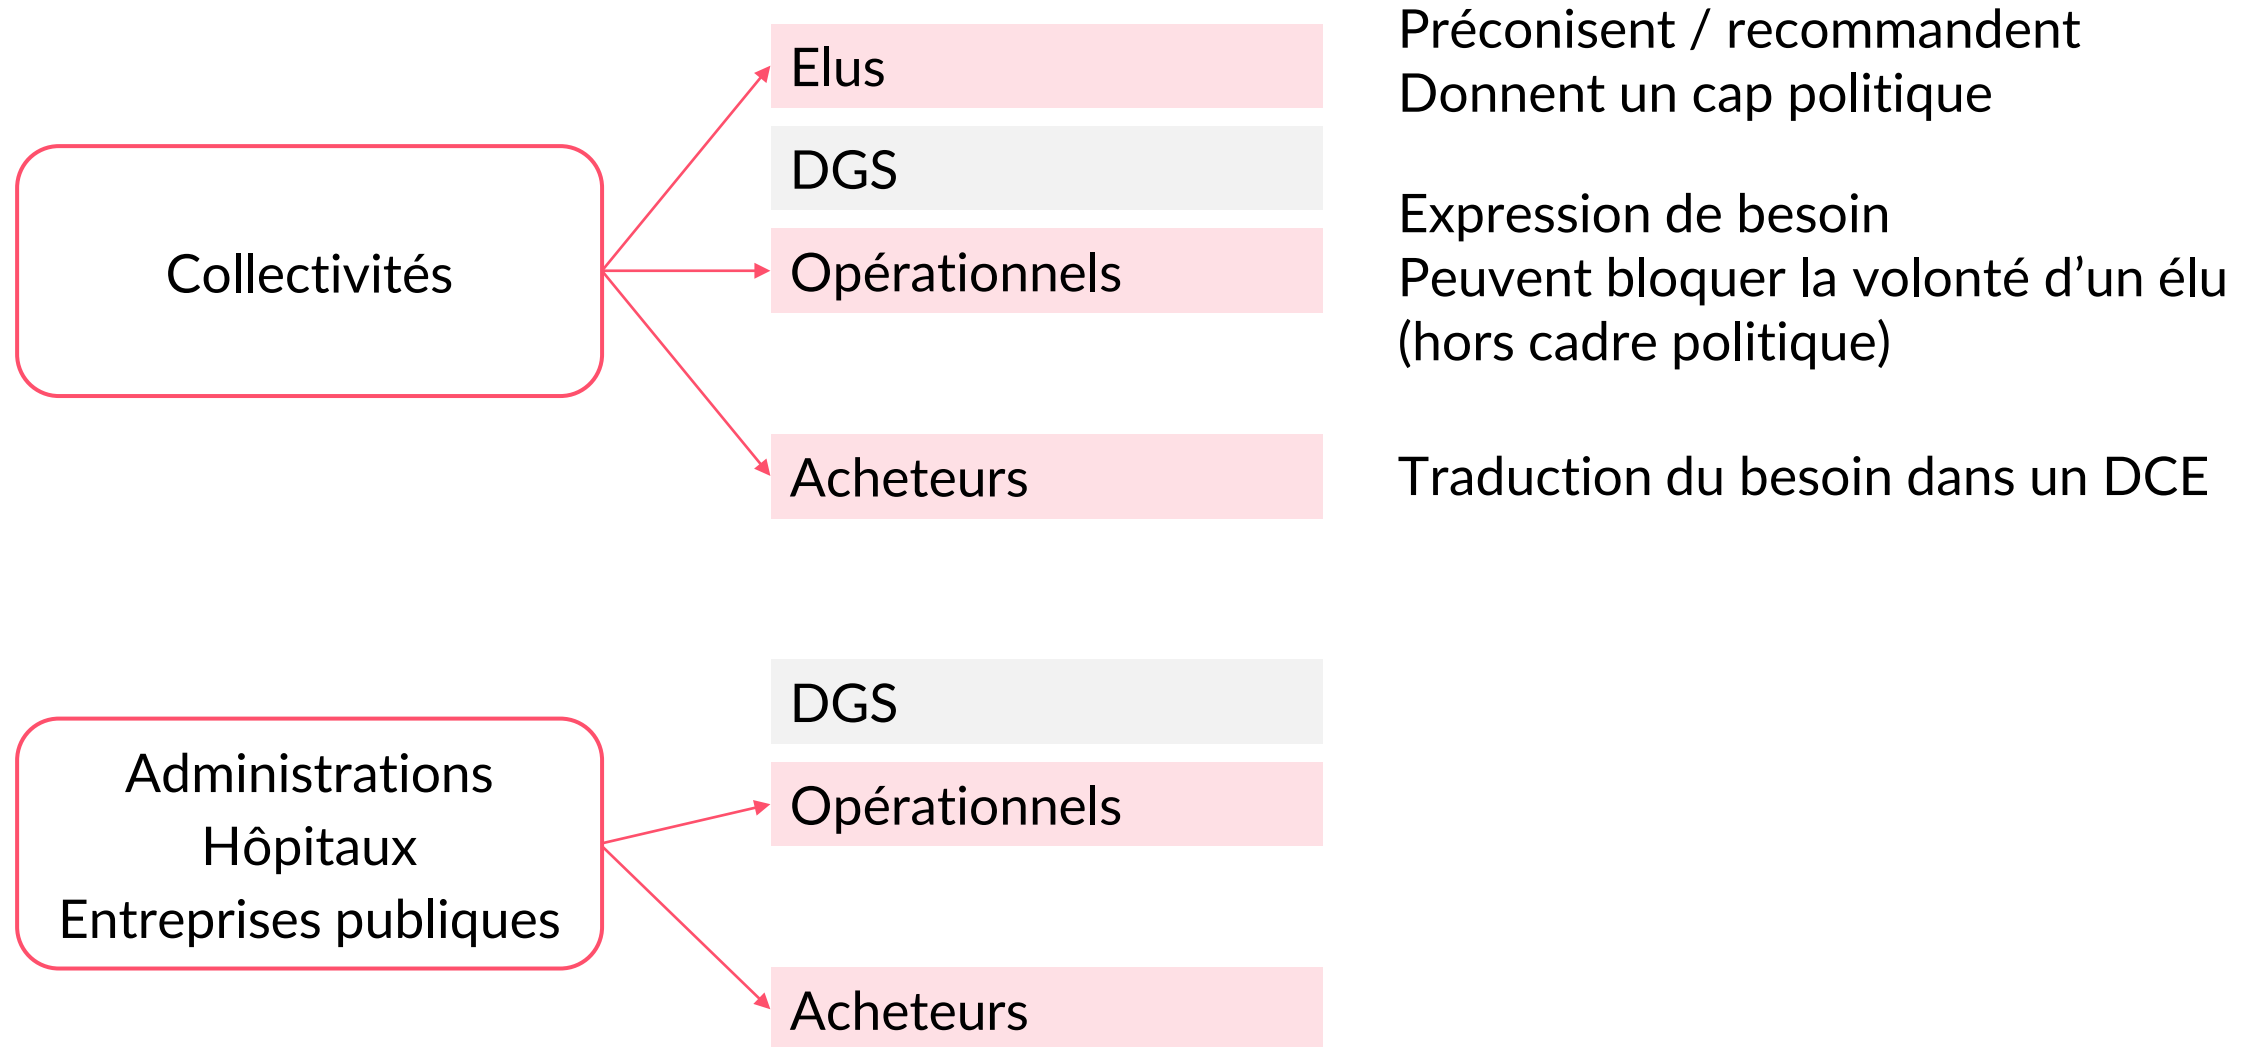 Collectivités
Elus
DGS
Opérationnels
Acheteurs
Préconisent / recommandent
Donnent un cap politique
Expression de besoin
Peuvent bloquer la volonté d’un élu
(hors cadre politique)
Traduction du besoin dans un DCE
Administrations
Hôpitaux
Entreprises publiques
DGS
Opérationnels
Acheteurs